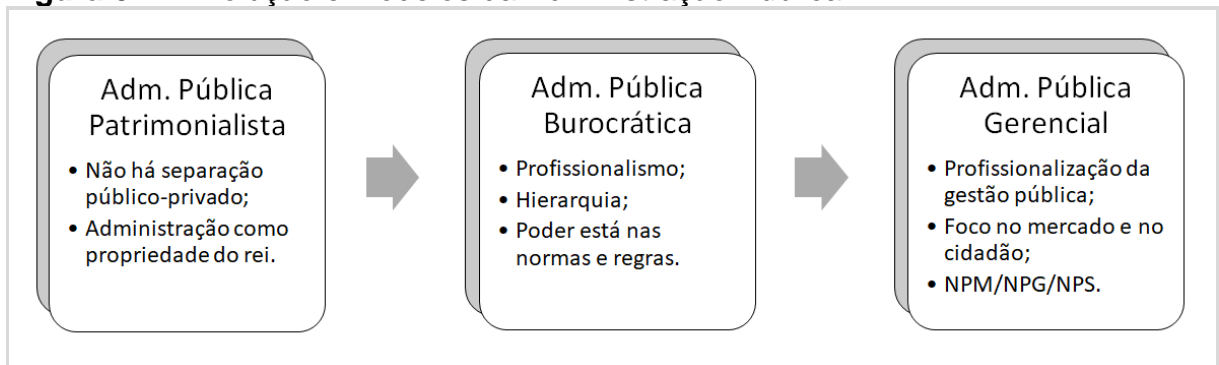 Adm. Pública
Patrimonialista
• Não há separação
público-privado;
• Administração como
propriedade do rei.
Adm. Pública
Burocrática
• Profissionalismo;
• Hierarquia;
• Poder está nas
normas e regras.
Adm. Pública
Gerencial
• Profissionalização da
gestão pública;
• Foco no mercado e no
cidadão;
• NPM/NPG/NPS.